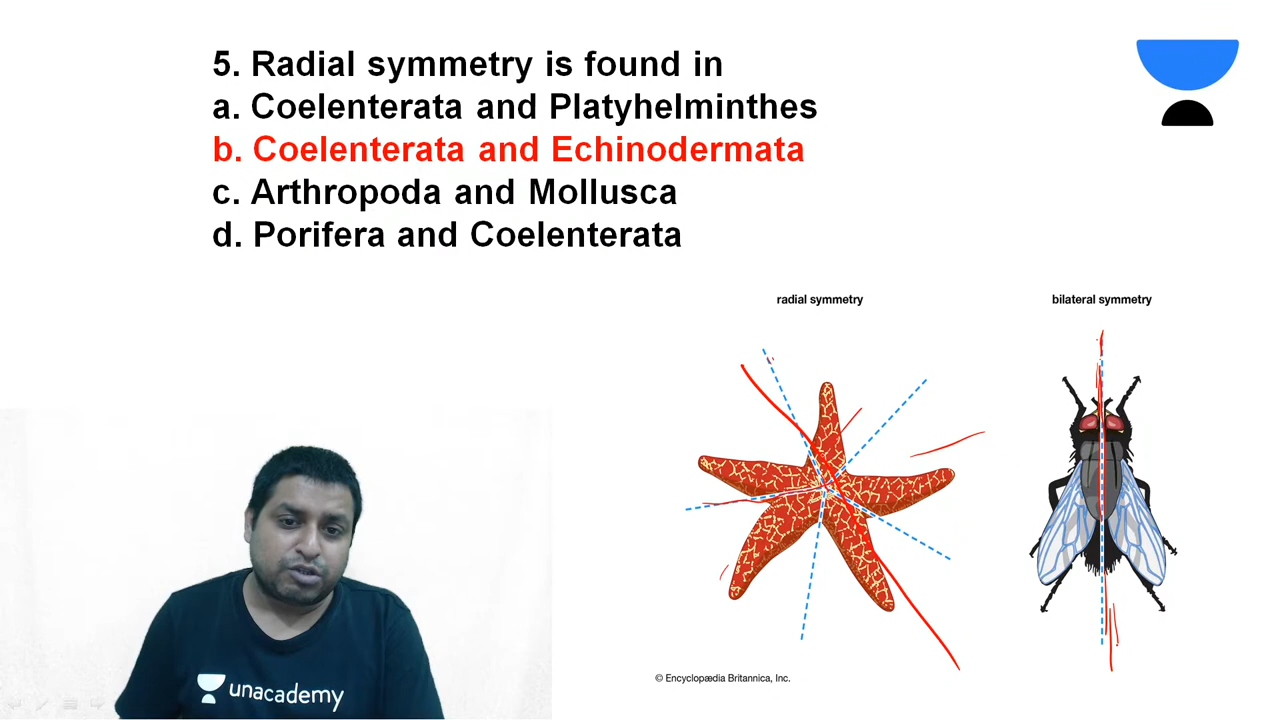 5. Radial symmetry is found in
a. Coelenterata and Platyhelminthes
b. Coelenterata and Echinodermata
c. Arthropoda and Mollusca
d. Porifera and Coelenterata
radial symmetry
bilateral symmetry
unacademy
© Encyclopædia Britannica, Inc.